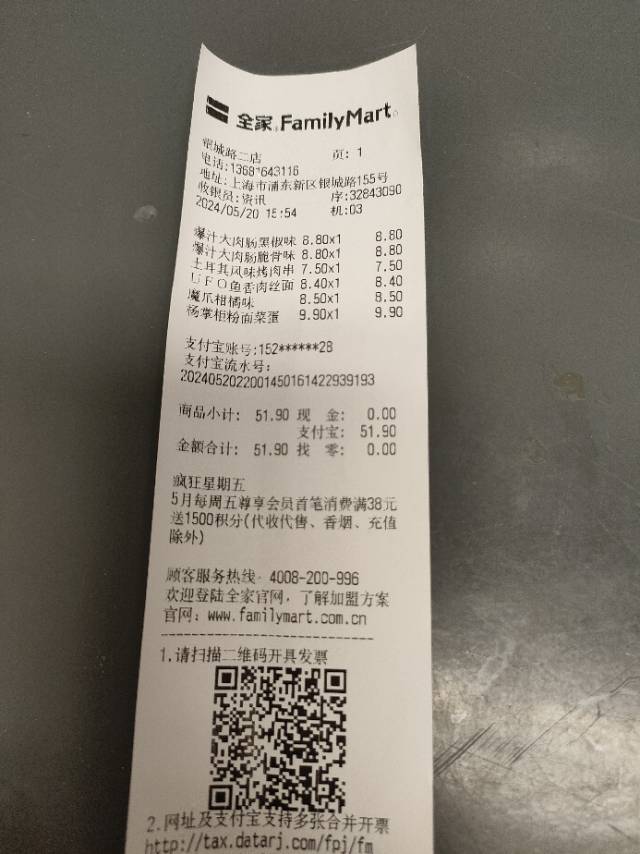 全家 FamilyMart
银城路二店 页: 1
电话:
地址:上海市浦东新区银城路155号
收银员:资讯 序:32843090
2024/05/20 15:54 机:03
爆汁大肉肠黑椒味 8.80x1 8.80
爆汁大肉肠脆骨味 8.80x1 8.80
土耳其风味烤肉串 7.50x1 7.50
UFO鱼香肉丝面 8.40x1 8.40
魔爪柑橘味 8.50x1 8.50
杨掌柜粉面菜蛋 9.90x1 9.90
支付宝账号:152******28
支付宝流水号:
2024052022001450161422939193
商品小计: 51.90 现 金: 0.00
支付宝: 51.90
金额合计: 51.90 找 零: 0.00
疯狂星期五
5月每周五尊享会员首笔消费满38元
送1500积分(代收代售、香烟、充值
除外)
顾客服务热线: 4008-200-996
欢迎登陆全家官网，了解加盟方案
官网: www.familymart.com.cn
------------------------------
1.请扫描二维码开具发票
2.网址及支付宝支持多张合并开票
http://tax.datarj.com/fpj/fm